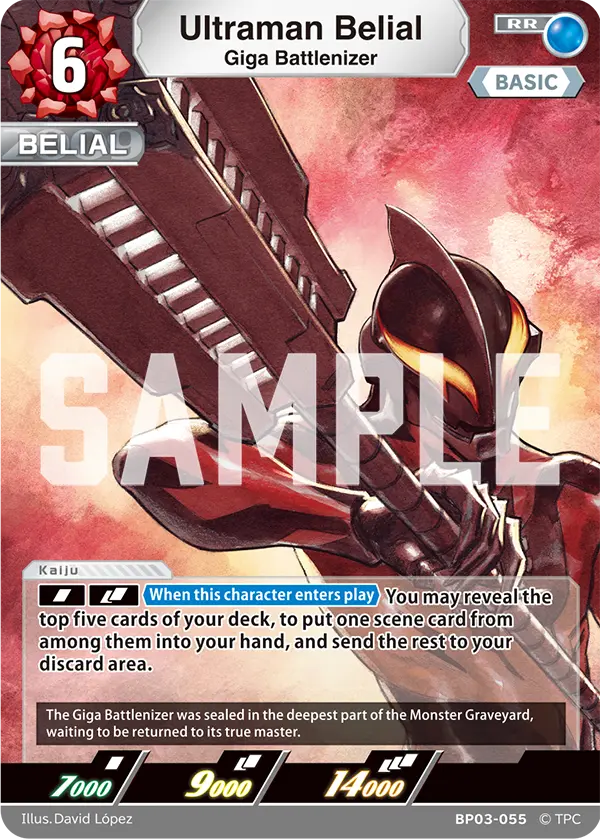 Ultraman Belial
Giga Battlenizer
RR
6
BASIC
BELIAL
SAMPLE
Kaiju
When this character enters play You may reveal the
top five cards of your deck, to put one scene card from
among them into your hand, and send the rest to your
discard area.
The Giga Battlenizer was sealed in the deepest part of the Monster Graveyard,
waiting to be returned to its true master.
7000
9000
14000
Illus.David López
BP03-055 © TPC